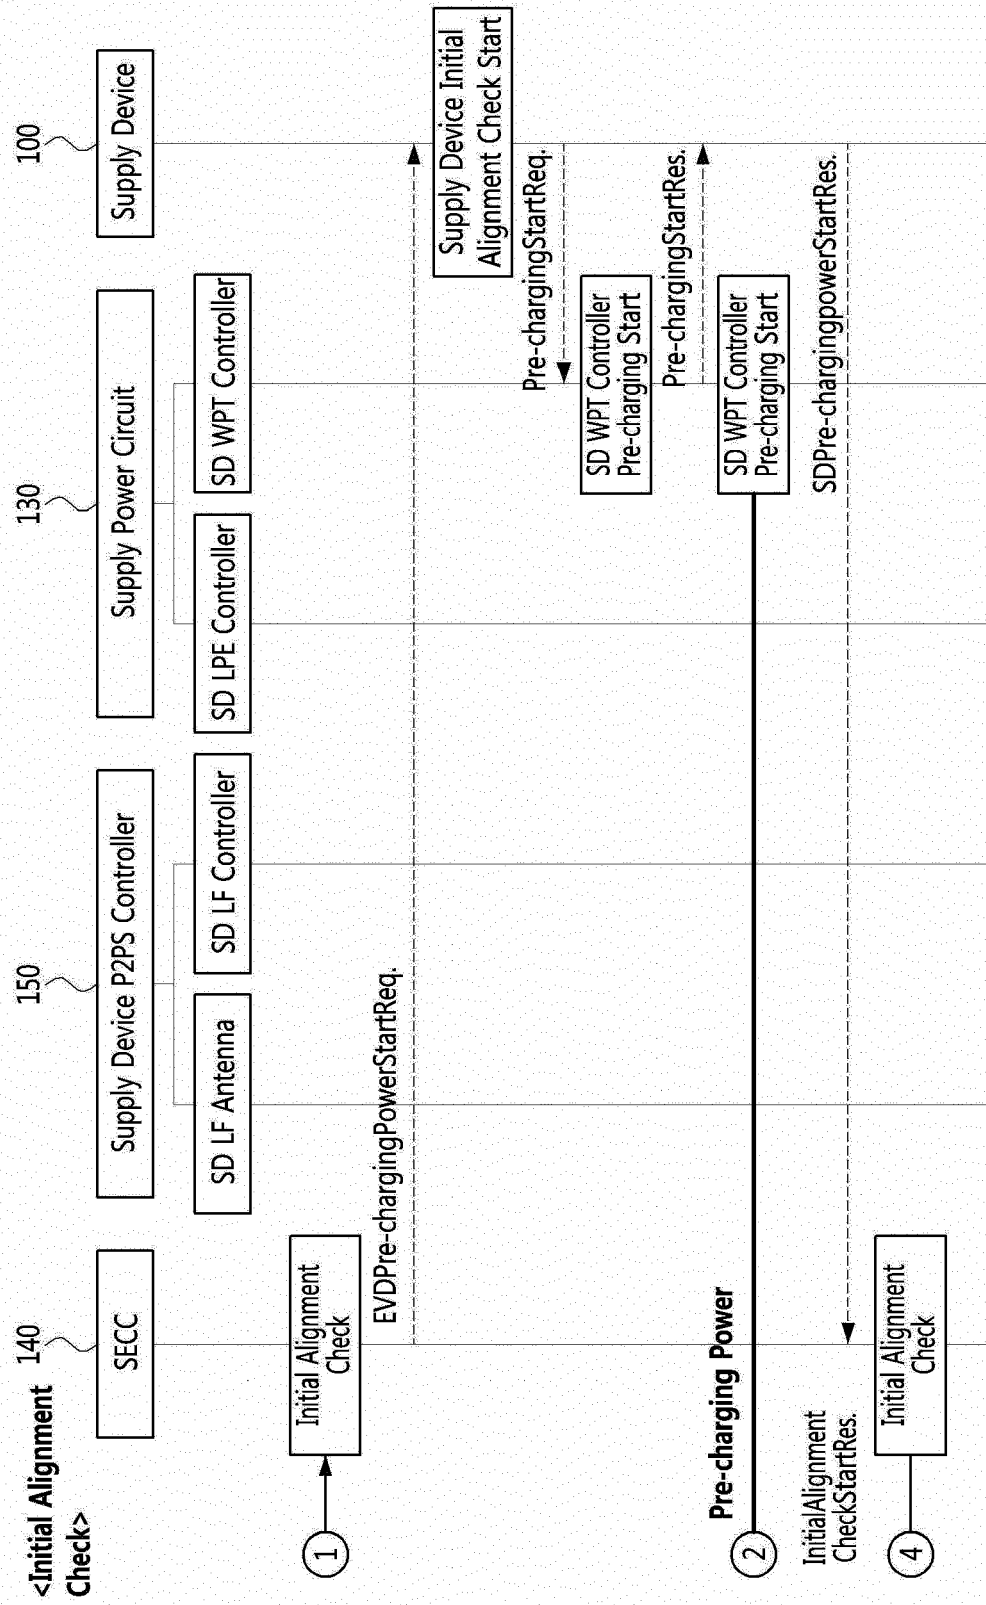 <Initial Alignment
Check>
140
150
130
100
SECC
Supply Device P2PS Controller
Supply Power Circuit
Supply Device
SD LF Antenna
SD LF Controller
SD LPE Controller
SD WPT Controller
1
Initial Alignment
Check
EVDPre-chargingPowerStartReq.
Supply Device Initial
Alignment Check Start
Pre-chargingStartReq.
SD WPT Controller
Pre-charging Start
Pre-chargingStartRes.
Pre-charging Power
2
SD WPT Controller
Pre-charging Start
SDPre-chargingpowerStartRes.
InitialAlignment
CheckStartRes.
4
Initial Alignment
Check